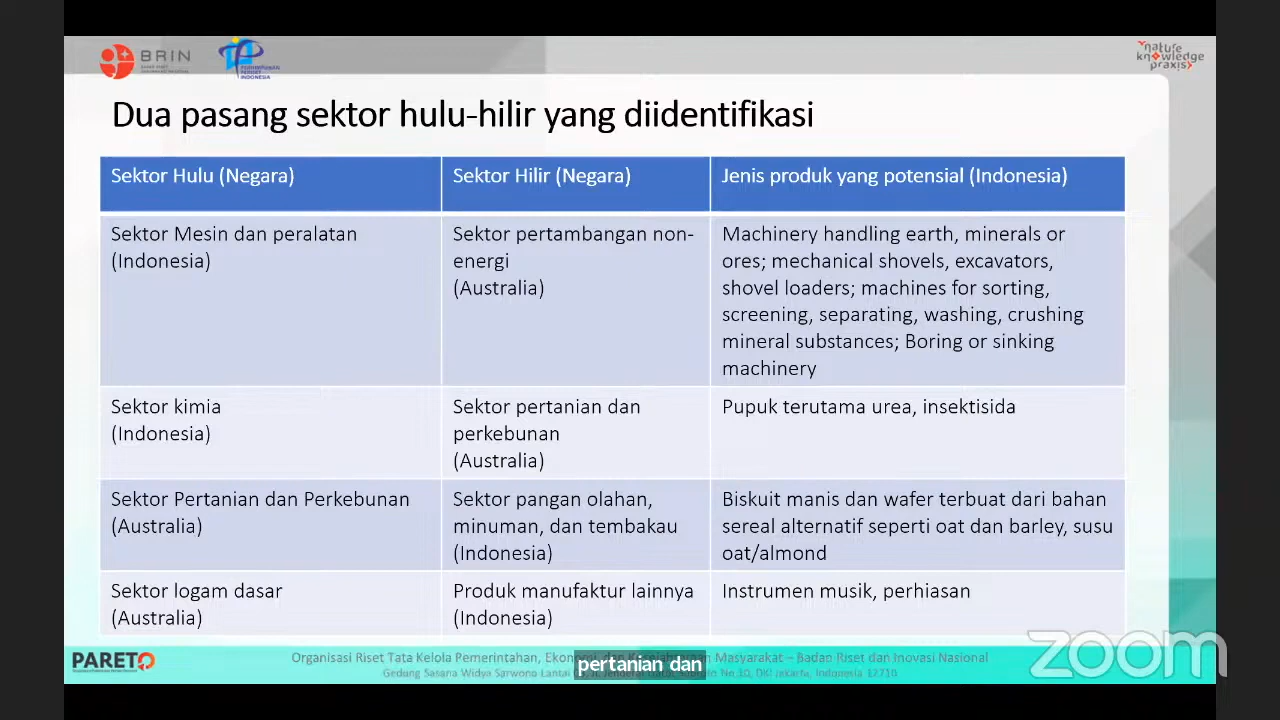 BRIN
PERHIMPUNAN
PERISET
INDONESIA
nature
knowledge
praxis
Dua pasang sektor hulu-hilir yang diidentifikasi
Sektor Hulu (Negara)
Sektor Hilir (Negara)
Jenis produk yang potensial (Indonesia)
Sektor Mesin dan peralatan
(Indonesia)
Sektor pertambangan non-
energi
(Australia)
Machinery handling earth, minerals or
ores; mechanical shovels, excavators,
shovel loaders; machines for sorting,
screening, separating, washing, crushing
mineral substances; Boring or sinking
machinery
Sektor kimia
(Indonesia)
Sektor pertanian dan
perkebunan
(Australia)
Pupuk terutama urea, insektisida
Sektor Pertanian dan Perkebunan
(Australia)
Sektor pangan olahan,
minuman, dan tembakau
(Indonesia)
Biskuit manis dan wafer terbuat dari bahan
sereal alternatif seperti oat dan barley, susu
oat/almond
Sektor logam dasar
(Australia)
Produk manufaktur lainnya
(Indonesia)
Instrumen musik, perhiasan
zoom
PARETO
Organisasi Riset Tata Kelola Pemerintahan, Masyarakat – Badan Riset dan Inovasi Nasional
pertanian dan
Gedung Sasana Widya Sarwono Lantai No.10, DKI Jakarta, Indonesia 12710